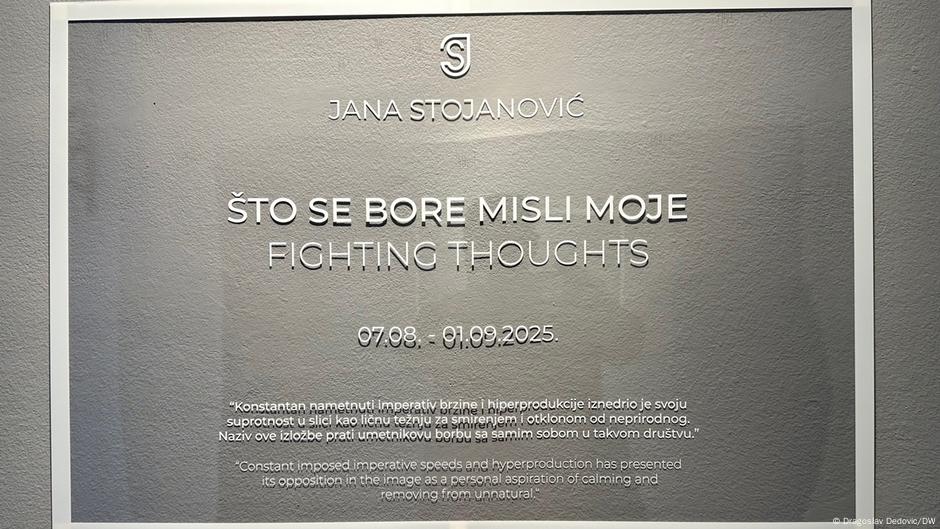 SJ
JANA STOJANOVIĆ
ŠTO SE BORE MISLI MOJE
FIGHTING THOUGHTS
07.08. - 01.09.2025.
“Konstantan nametnuti imperativ brzine i hiperprodukcije iznedrio je svoju
suprotnost u slici kao ličnu težnju za smirenjem i otklonom od neprirodnog.
Naziv ove izložbe prati umetnikovu borbu sa samim sobom u takvom društvu.”
“Constant imposed imperative speeds and hyperproduction has presented
its opposition in the image as a personal aspiration of calming and
removing from unnatural.”
© Dragoslav Dedovic/DW